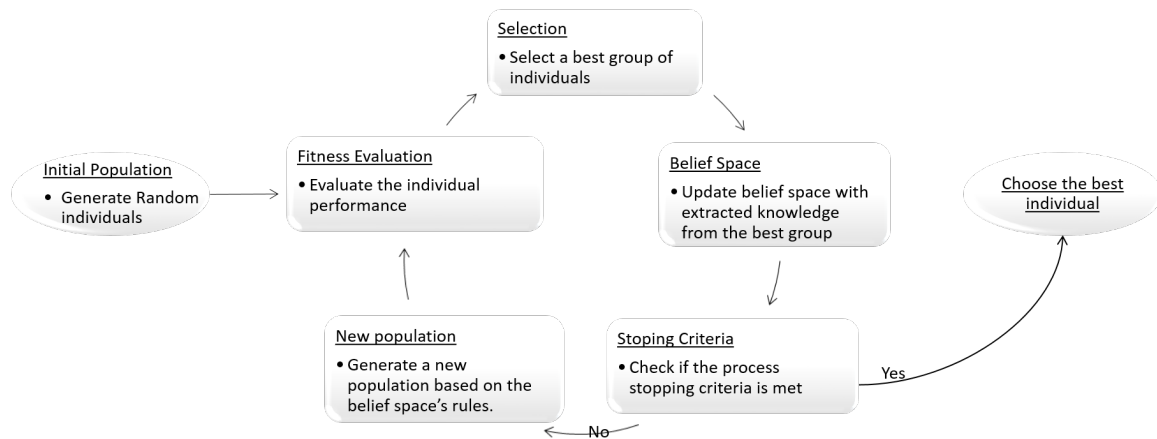 Initial Population
• Generate Random
individuals
Fitness Evaluation
• Evaluate the individual
performance
Selection
• Select a best group of
individuals
Belief Space
• Update belief space with
extracted knowledge
from the best group
Stoping Criteria
• Check if the process
stopping criteria is met
No
New population
• Generate a new
population based on the
belief space's rules.
Yes
Choose the best
individual